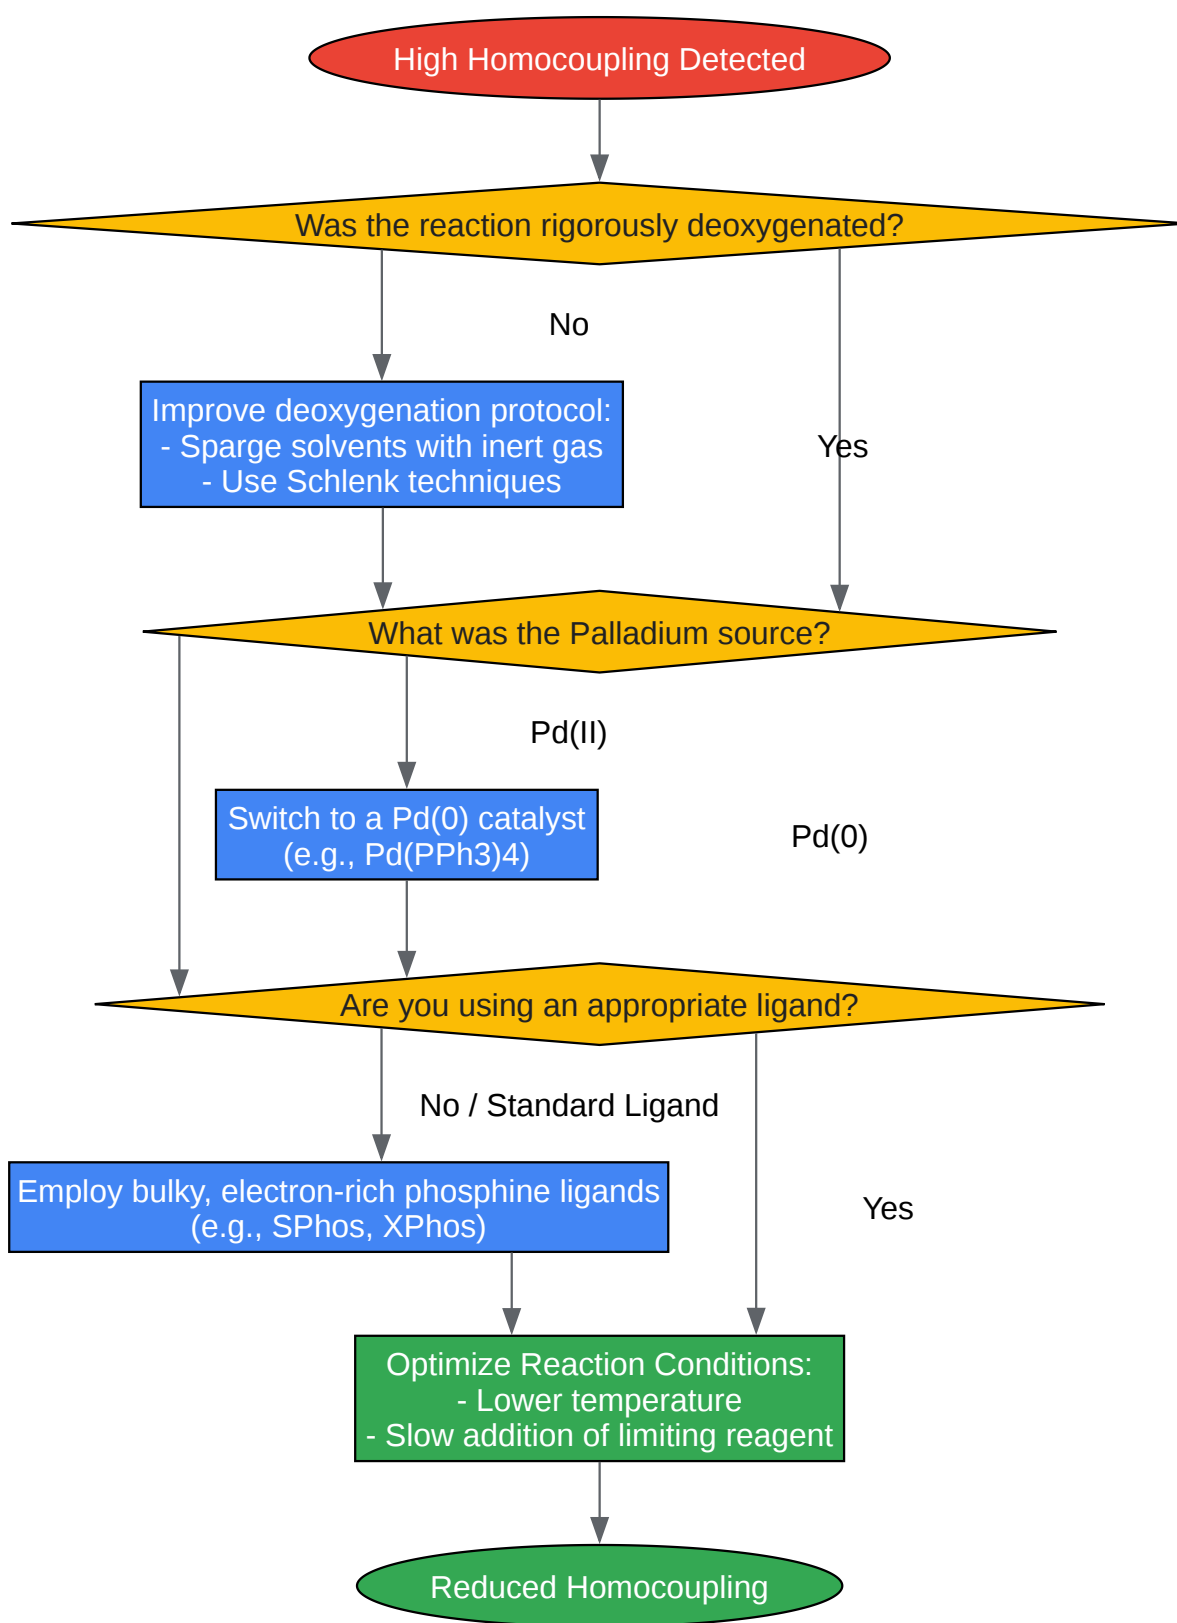 High Homocoupling Detected
Was the reaction rigorously deoxygenated?
No
Improve deoxygenation protocol:
- Sparge solvents with inert gas
- Use Schlenk techniques
Yes
What was the Palladium source?
Pd(II)
Switch to a Pd(0) catalyst
(e.g., Pd(PPh3)4)
Pd(0)
Are you using an appropriate ligand?
No / Standard Ligand
Employ bulky, electron-rich phosphine ligands
(e.g., SPhos, XPhos)
Yes
Optimize Reaction Conditions:
- Lower temperature
- Slow addition of limiting reagent
Reduced Homocoupling